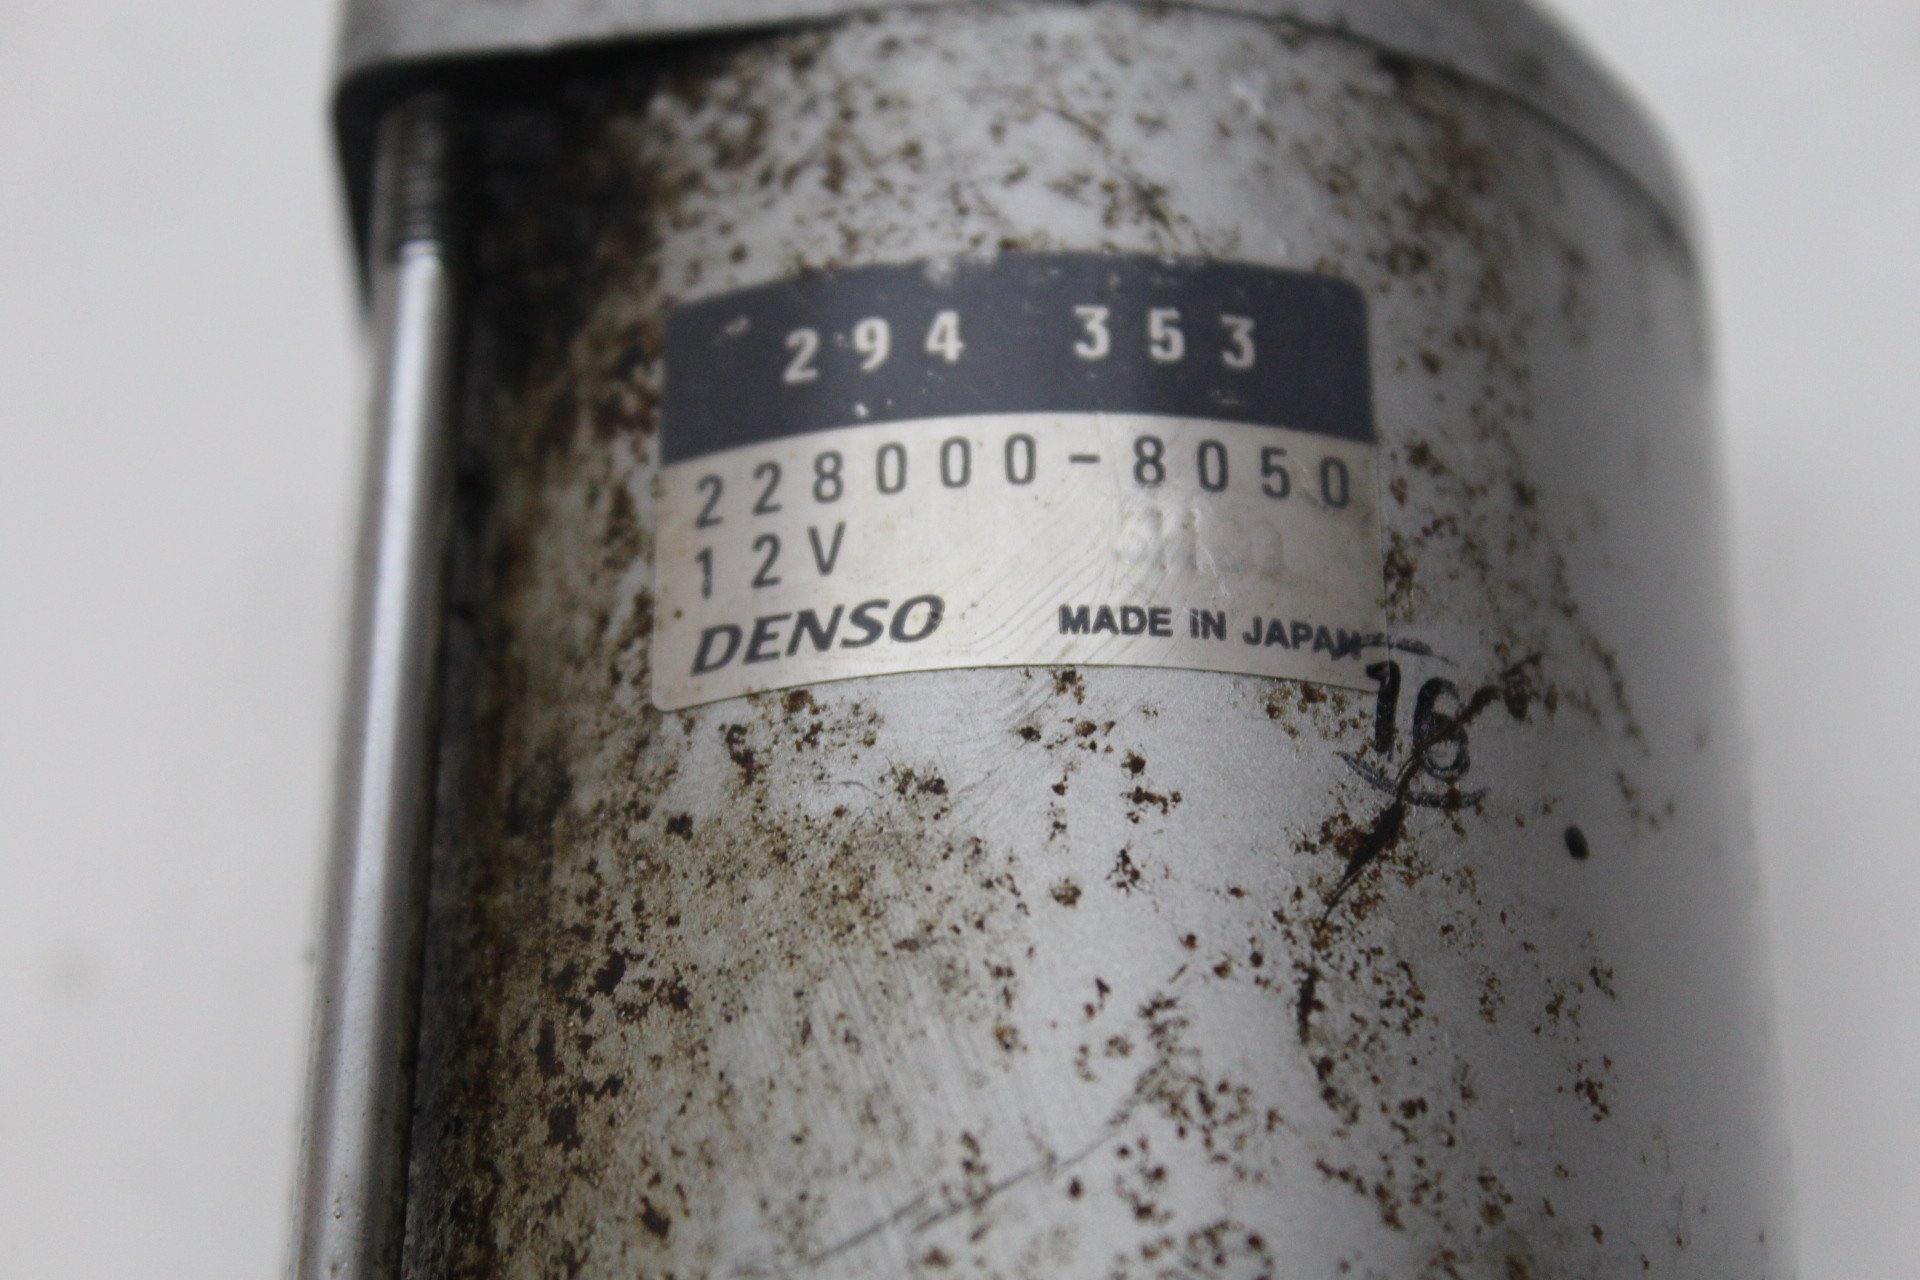 294 353
228000-8050
12V
DENSO MADE IN JAPAN
16